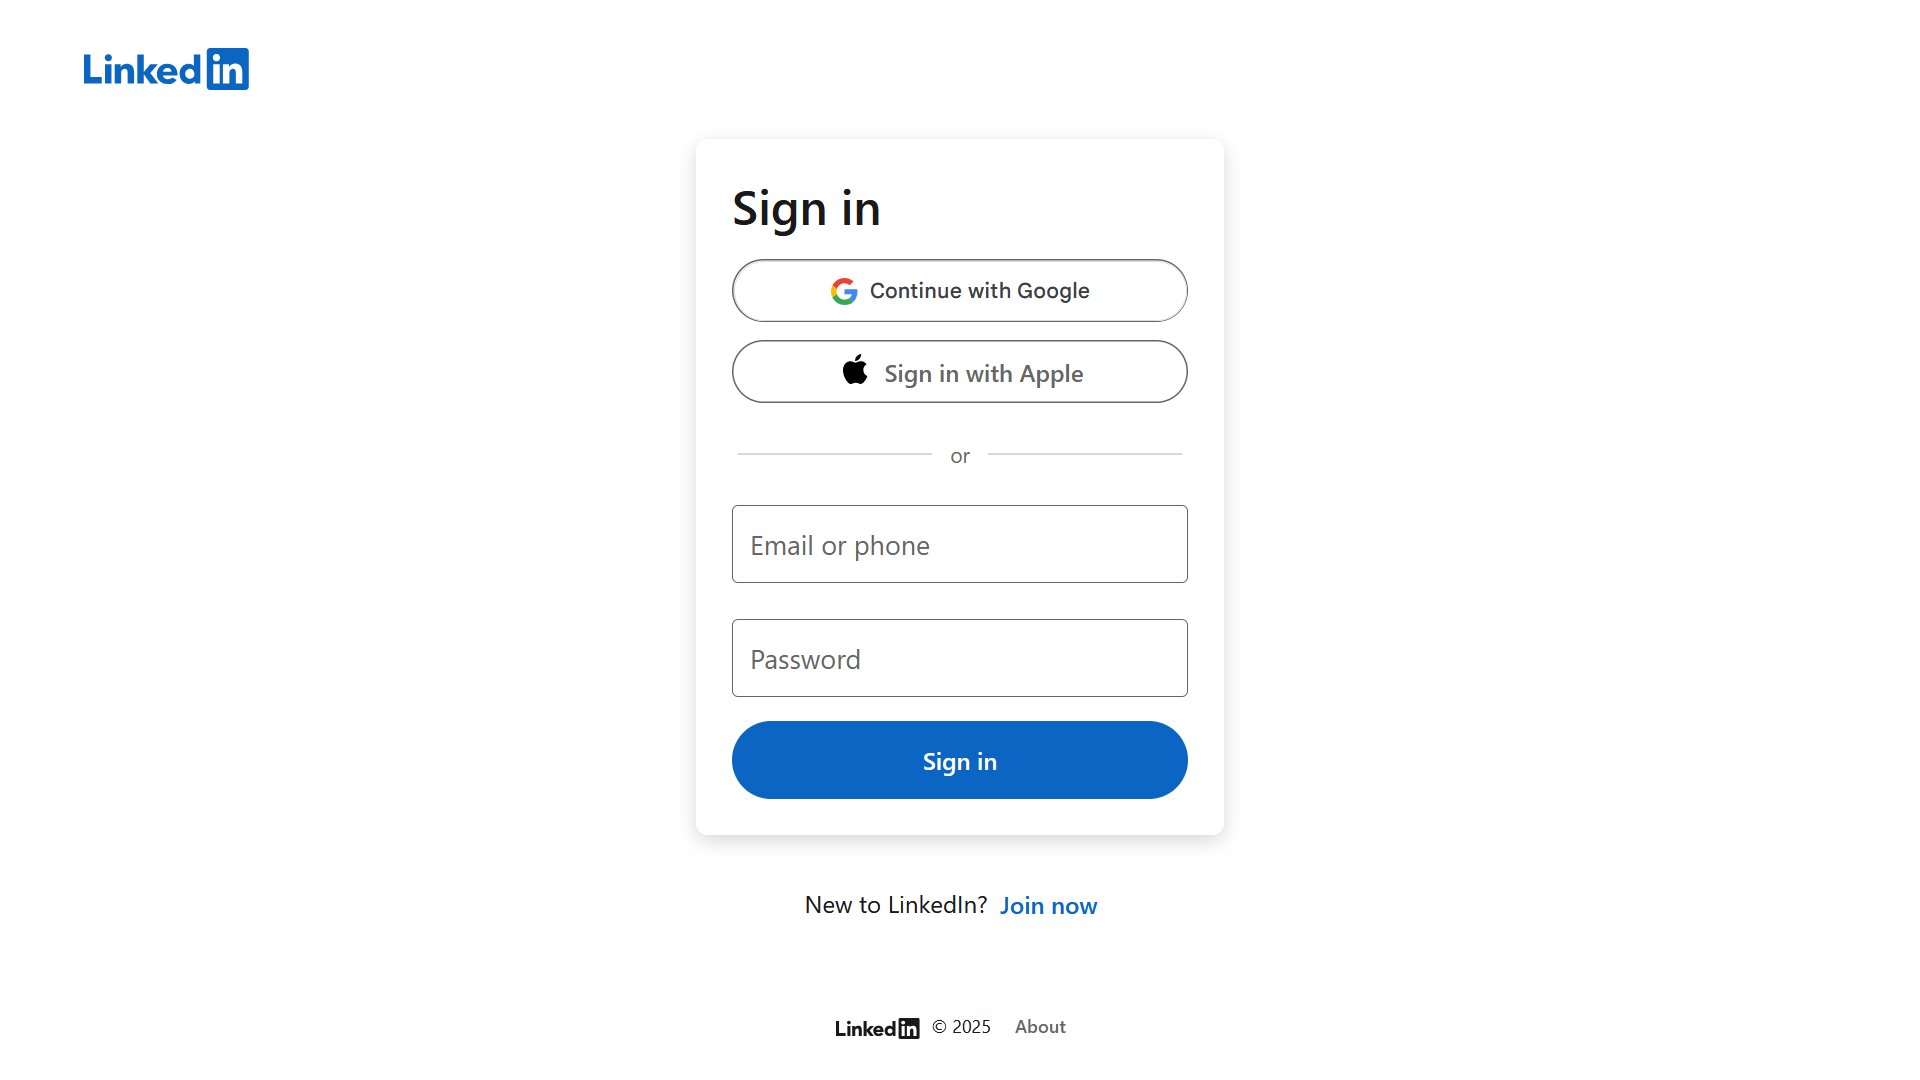 LinkedIn
Sign in
Continue with Google
Sign in with Apple
or
Email or phone
Password
Sign in
New to LinkedIn? Join now
LinkedIn © 2025 About